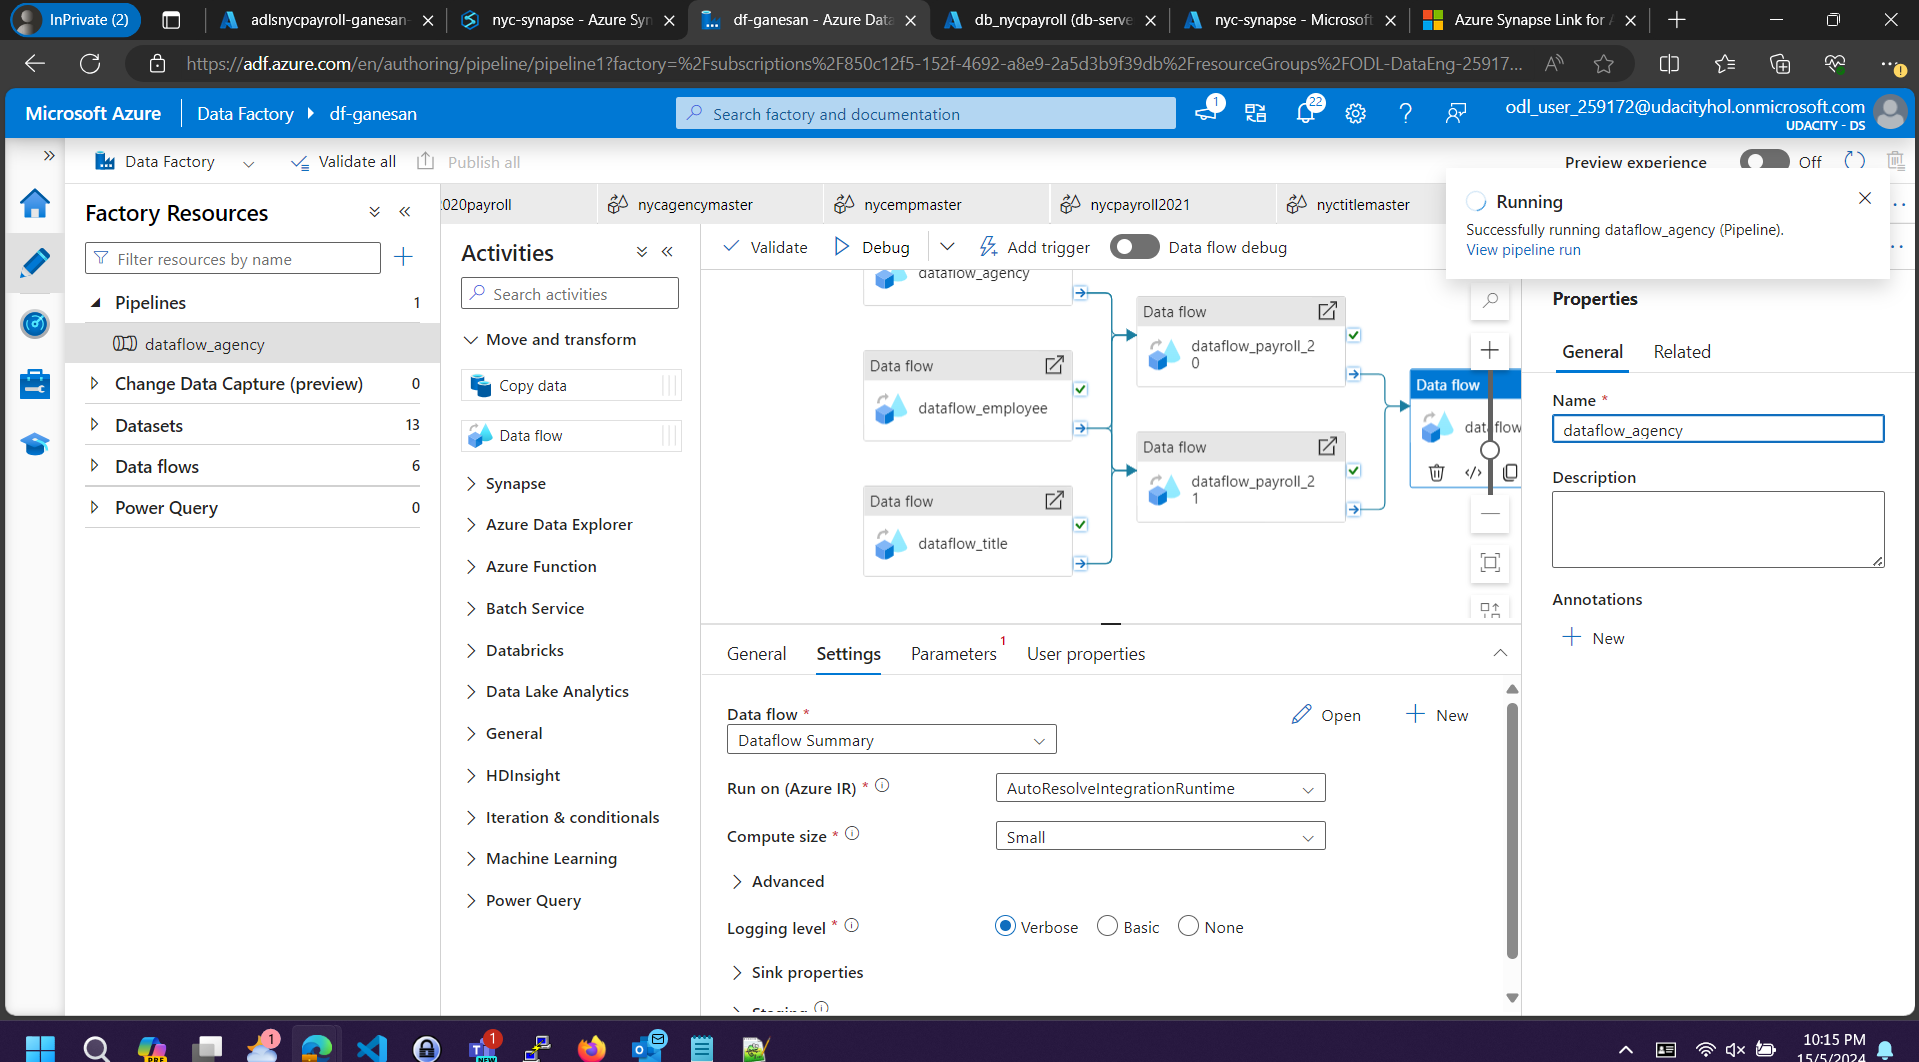 InPrivate
adlsnycpayroll-ganesan-
nyc-synapse - Azure Syn
df-ganesan - Azure Data
db_nycpayroll (db-serve
nyc-synapse - Microsoft
Azure Synapse Link for A
https://adf.azure.com/en/authoring/pipeline/pipeline1?factory=%2Fsubscriptions%2F850c12f5-152f-4692-a8e9-2a5d3b9f39db%2FresourceGroups%2FODL-DataEng-25917...
Microsoft Azure
Data Factory
df-ganesan
Search factory and documentation
1
22
odl_user_259172@udacityhol.onmicrosoft.com
UDACITY - DS
Data Factory
Validate all
Publish all
Preview experience
Off
Running
Successfully running dataflow_agency (Pipeline).
View pipeline run
Factory Resources
Filter resources by name
Pipelines
1
dataflow_agency
Change Data Capture (preview)
0
Datasets
13
Data flows
6
Power Query
0
2020payroll
nycagencymaster
nycempmaster
nycpayroll2021
nyctitlemaster
Activities
Search activities
Move and transform
Copy data
Data flow
Synapse
Azure Data Explorer
Azure Function
Batch Service
Databricks
Data Lake Analytics
General
HDInsight
Iteration & conditionals
Machine Learning
Power Query
Validate
Debug
Add trigger
Data flow debug
dataflow_agency
Data flow
dataflow_employee
Data flow
dataflow_title
Data flow
dataflow_payroll_2
0
Data flow
dataflow_payroll_2
1
Data flow
dataflow
General
Settings
Parameters
1
User properties
Data flow *
Dataflow Summary
Open
New
Run on (Azure IR) *
AutoResolveIntegrationRuntime
Compute size *
Small
Advanced
Logging level *
Verbose
Basic
None
Sink properties
Staging
Properties
General
Related
Name *
dataflow_agency
Description
Annotations
New
PRE
1
1
NEW
10:15 PM
15/5/2024